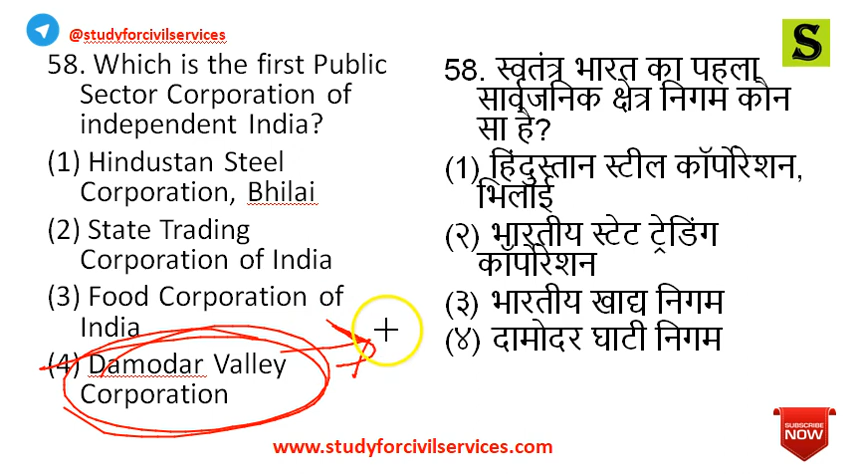 @studyforcivilservices
S
58. Which is the first Public
Sector Corporation of
independent India?
(1) Hindustan Steel
Corporation, Bhilai
(2) State Trading
Corporation of India
(3) Food Corporation of
India
(4) Damodar Valley
Corporation
58. स्वतंत्र भारत का पहला
सार्वजनिक क्षेत्र निगम कौन
सा है?
(1) हिंदुस्तान स्टील कॉर्पोरेशन,
भिलाई
(२) भारतीय स्टेट ट्रेडिंग
कॉर्पोरेशन
(३) भारतीय खाद्य निगम
(४) दामोदर घाटी निगम
SUBSCRIBE
NOW
www.studyforcivilservices.com